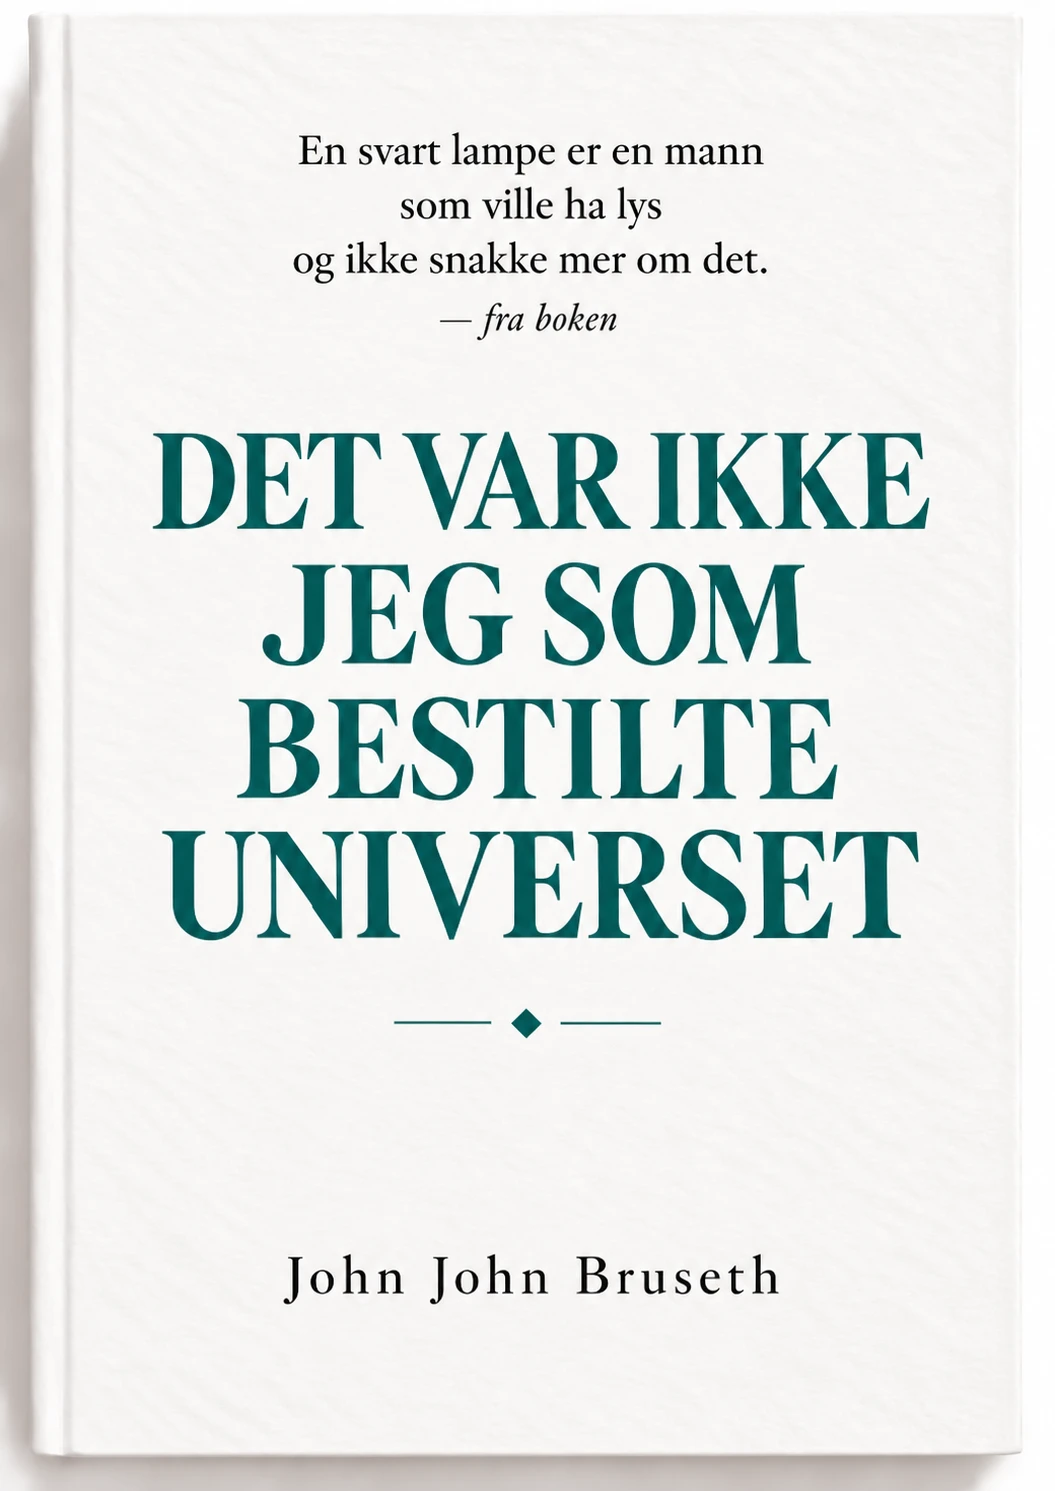 En svart lampe er en mann
som ville ha lys
og ikke snakke mer om det.
— fra boken
DET VAR IKKE
JEG SOM
BESTILTE
UNIVERSET
John John Bruseth